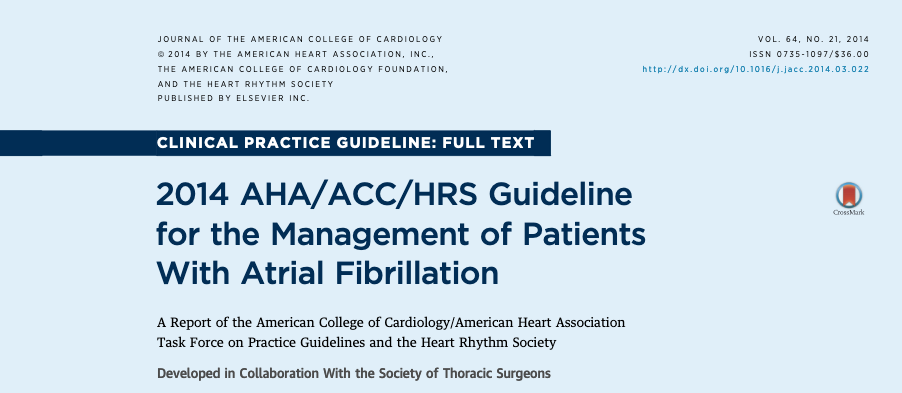 JOURNAL OF THE AMERICAN COLLEGE OF CARDIOLOGY
© 2014 BY THE AMERICAN HEART ASSOCIATION, INC.,
THE AMERICAN COLLEGE OF CARDIOLOGY FOUNDATION,
AND THE HEART RHYTHM SOCIETY
PUBLISHED BY ELSEVIER INC.
VOL. 64, NO. 21, 2014
ISSN 0735-1097/$36.00
http://dx.doi.org/10.1016/j.jacc.2014.03.022
CLINICAL PRACTICE GUIDELINE: FULL TEXT
2014 AHA/ACC/HRS Guideline
for the Management of Patients
With Atrial Fibrillation
CrossMark
A Report of the American College of Cardiology/American Heart Association
Task Force on Practice Guidelines and the Heart Rhythm Society
Developed in Collaboration With the Society of Thoracic Surgeons